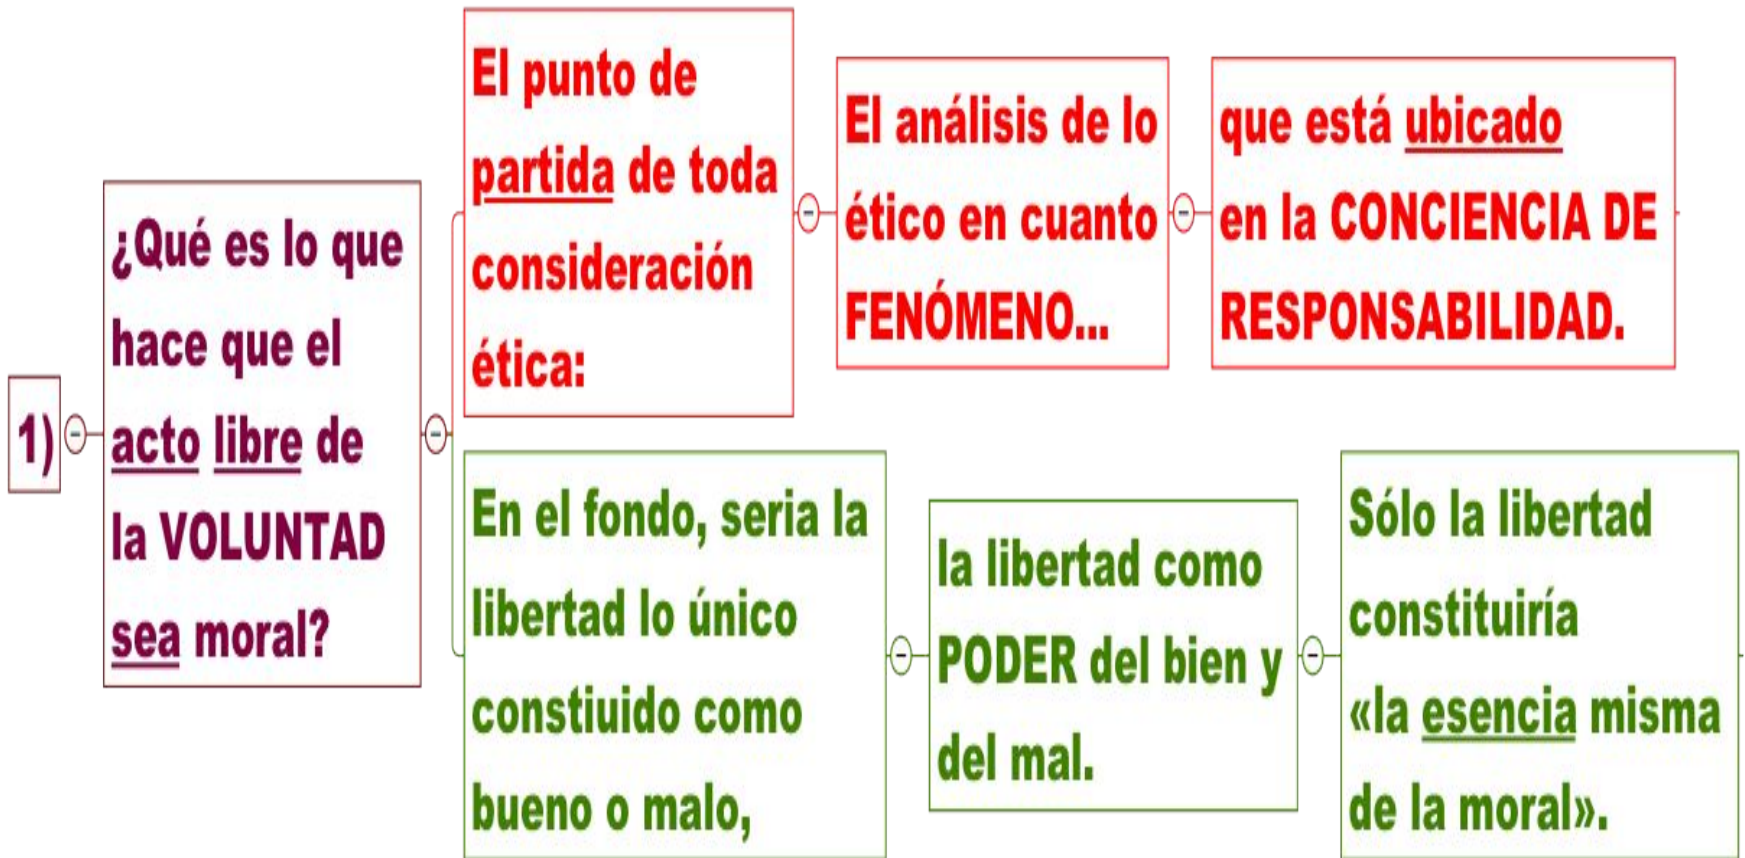 1)
¿Qué es lo que
hace que el
acto libre de
la VOLUNTAD
sea moral?
El punto de
partida de toda
consideración
ética:
El análisis de lo
ético en cuanto
FENÓMENO...
que está ubicado
en la CONCIENCIA DE
RESPONSABILIDAD.
En el fondo, seria la
libertad lo único
constiuido como
bueno o malo,
la libertad como
PODER del bien y
del mal.
Sólo la libertad
constituiría
«la esencia misma
de la moral».